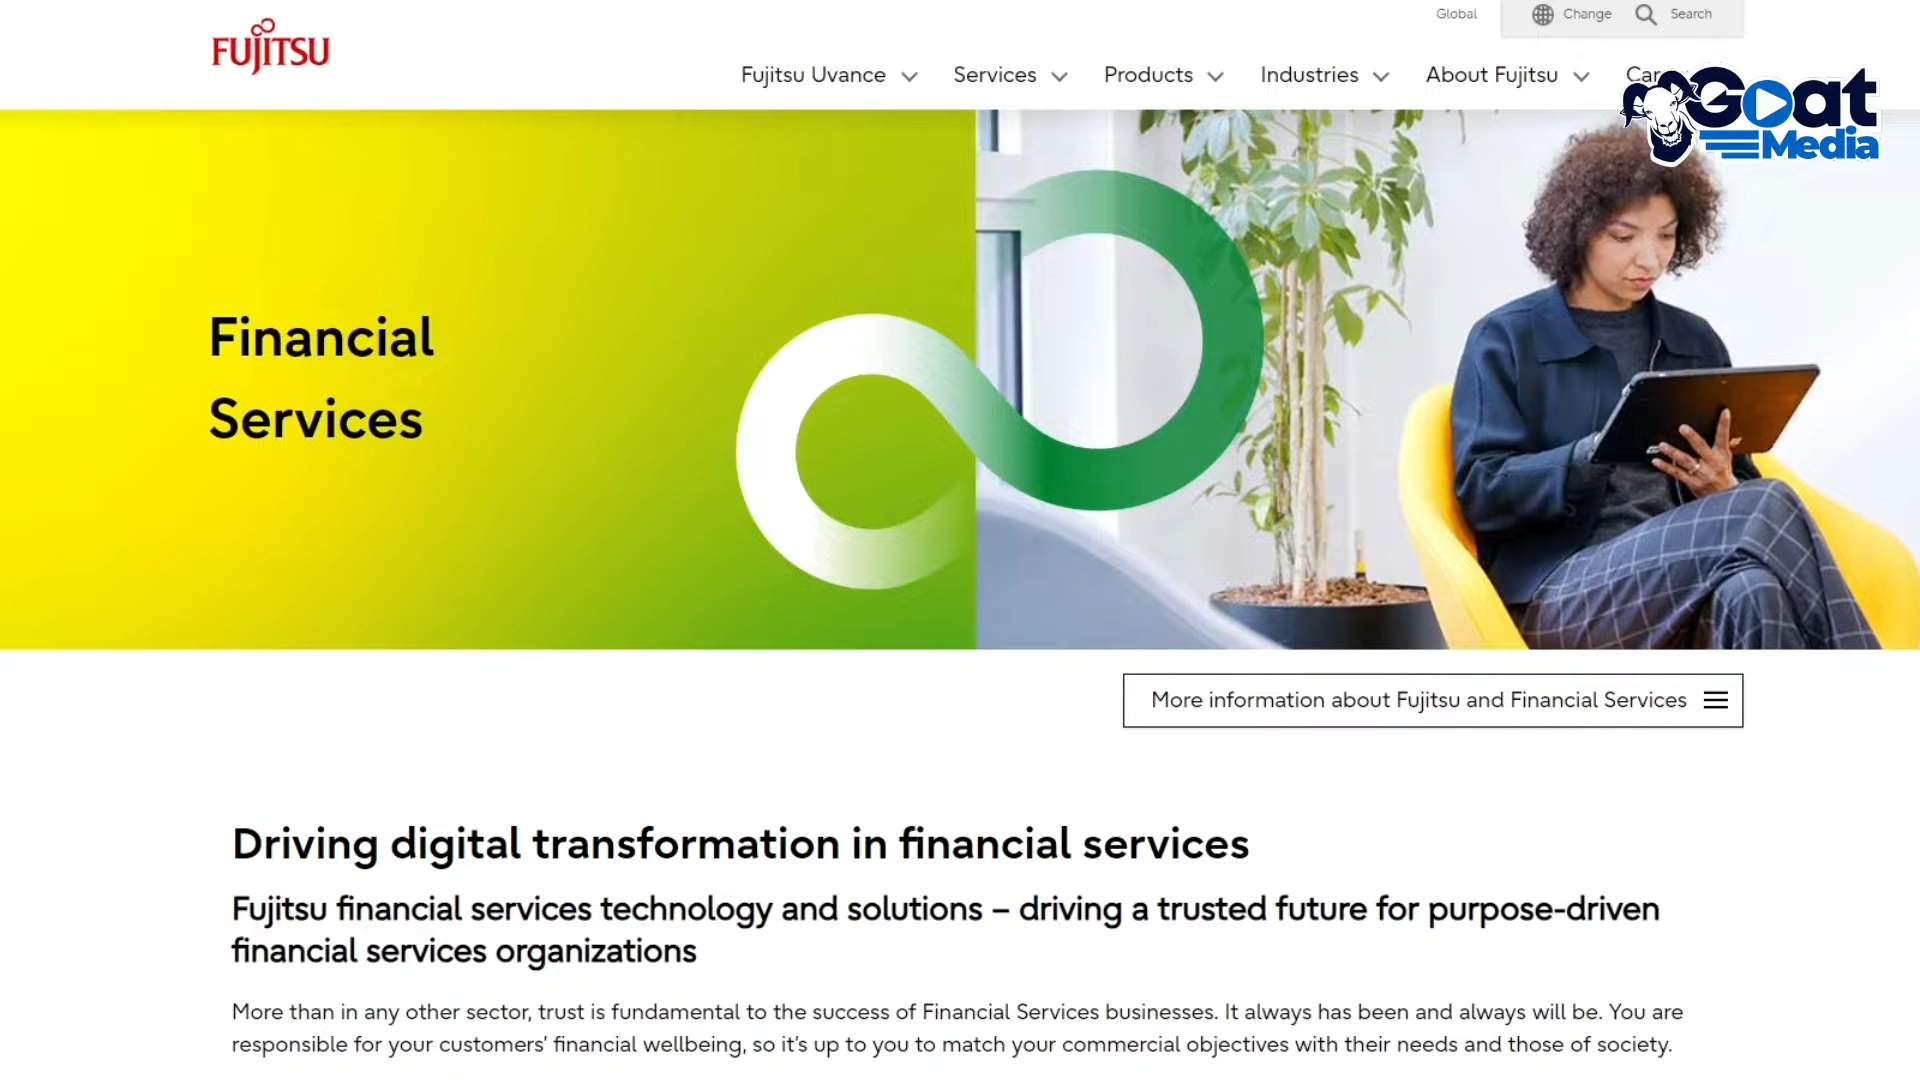 Global
Change
Search
FUJITSU
Fujitsu Uvance
Services
Products
Industries
About Fujitsu
Goat
Media
Financial
Services
More information about Fujitsu and Financial Services
Driving digital transformation in financial services
Fujitsu financial services technology and solutions – driving a trusted future for purpose-driven
financial services organizations
More than in any other sector, trust is fundamental to the success of Financial Services businesses. It always has been and always will be. You are
responsible for your customers’ financial wellbeing, so it’s up to you to match your commercial objectives with their needs and those of society.